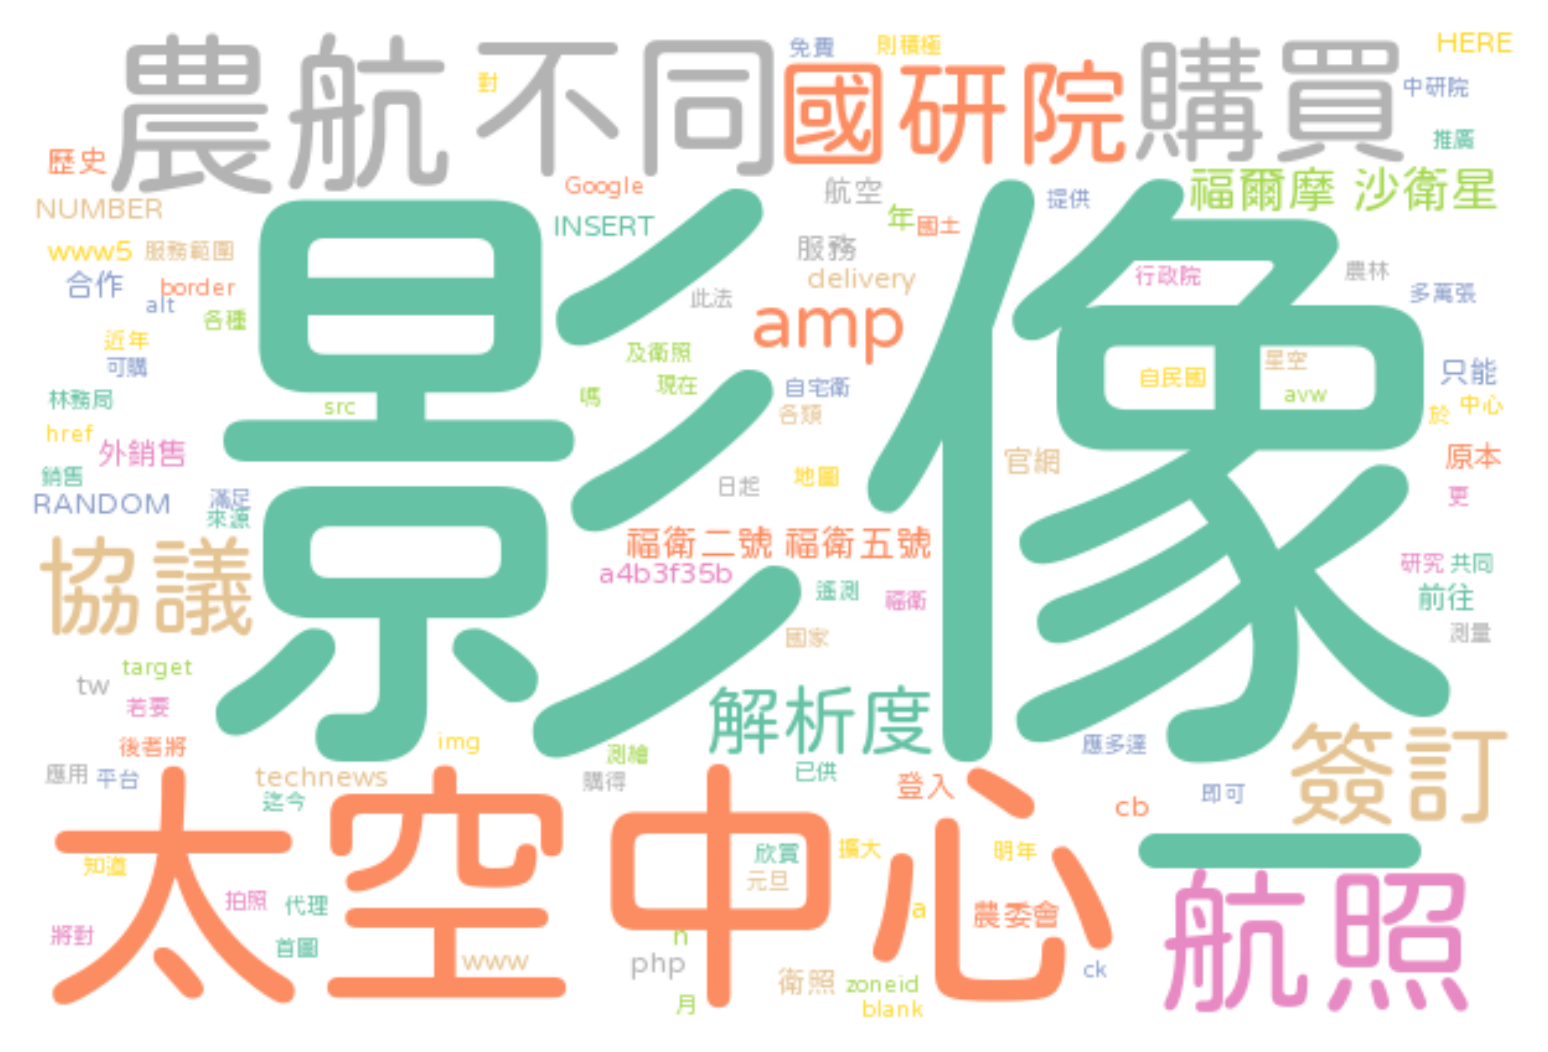 農航 不同 國研院 購買
免費 則積極 HERE
對 中研院
推廣
歷史 Google 航空 提供 福爾摩 沙衛星
NUMBER INSERT 年 國土
www5 服務範圍 服務
合作 border delivery 行政院 農林
alt 各種 此法 多萬張
近年 amp
可購 及衛照 星空 只能
林務局 src 嗎 現在 自宅衛 自民國 avw
href 各類 於 中心
外銷售 影像 官網 原本
銷售 日起 地圖 更
RANDOM 滿足
來源
協議 福衛二號 福衛五號 研究 共同
a4b3f35b 遙測 福衛 前往
國家 測量
target
tw 若要 解析度 簽訂
後者將 img 測繪 應多達
應用 平台 technews 購得 已供 登入 即可
迄今 cb
太空中心 一
知道 欣賞 擴大 明年
元旦
拍照 代理 a 農委會 航照
將對 首圖 n
www php ck
衛照 zoneid
月 blank